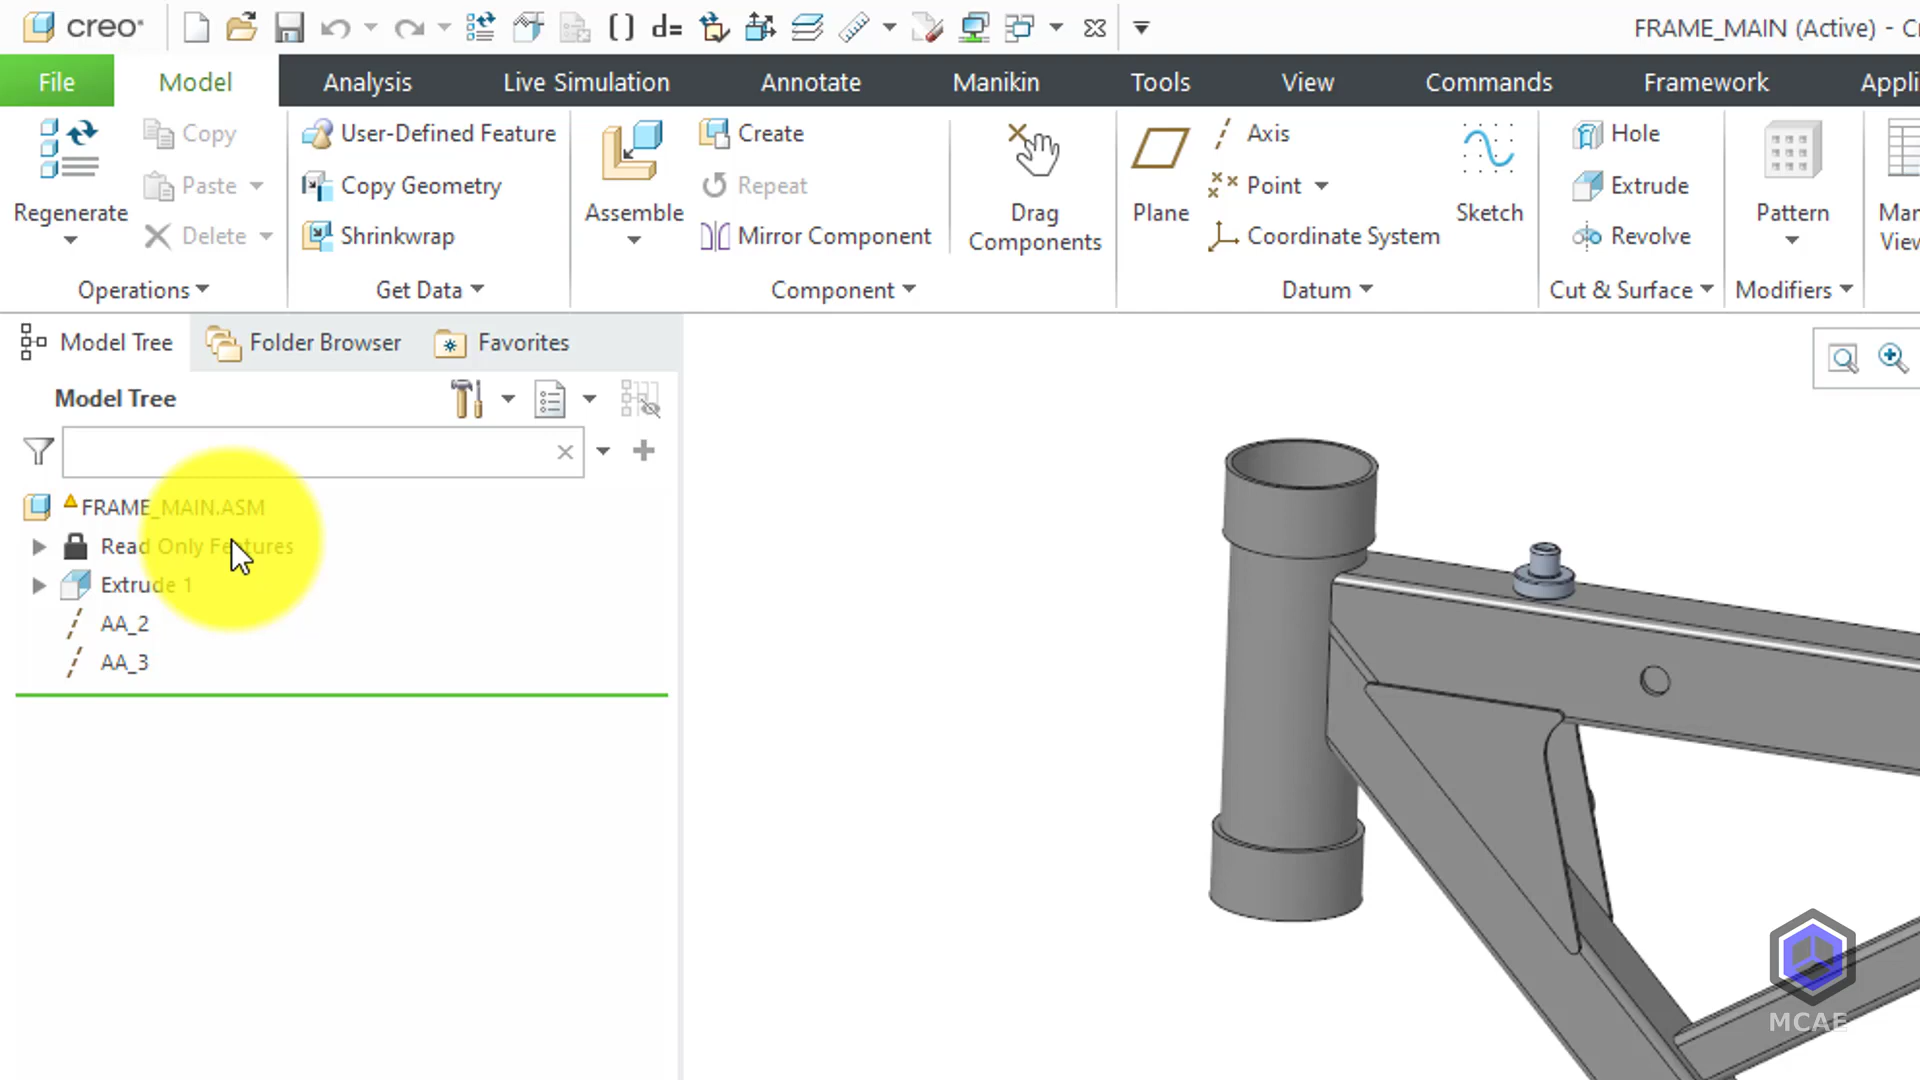 creo
d=
FRAME_MAIN (Active) - C
File Model Analysis Live Simulation Annotate Manikin Tools View Commands Framework Appli
Copy User-Defined Feature Create Axis Hole
Paste Copy Geometry Repeat Point Extrude
Regenerate Assemble Drag Components Plane Sketch Pattern Mar View
Delete Shrinkwrap Mirror Component Coordinate System Revolve
Operations Get Data Component Datum Cut & Surface Modifiers
Model Tree Folder Browser Favorites
Model Tree
FRAME_MAIN.ASM
Read Only Features
Extrude 1
AA_2
AA_3
MCAE